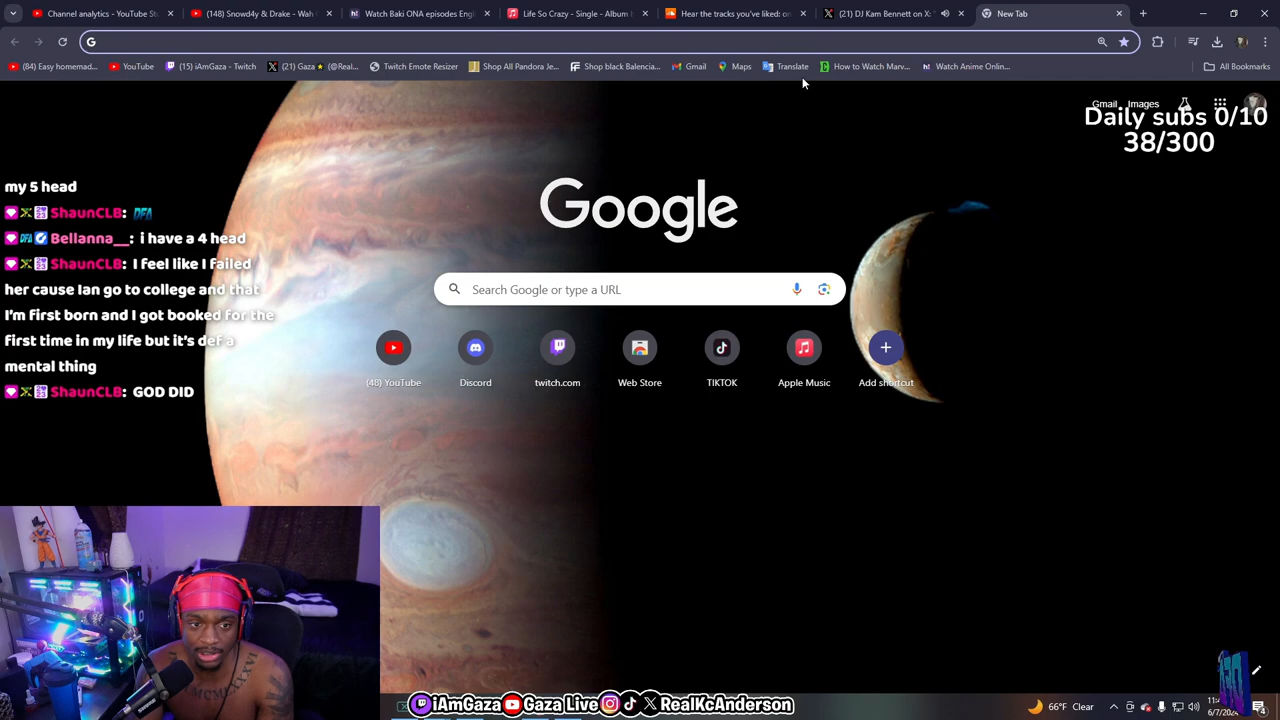 Channel analytics - YouTube St
(148) Snowd4y & Drake - Wah G
Watch Baki ONA episodes Eng
Life So Crazy - Single - Album
Hear the tracks you've liked: on
(21) DJ Kam Bennett on X:
New Tab
(84) Easy homemad...
YouTube
(15) iAmGaza - Twitch
(21) Gaza★ (@Real...
Twitch Emote Resizer
Shop All Pandora Je...
Shop black Balencia...
Gmail
Maps
Translate
How to Watch Marv...
Watch Anime Onlin...
All Bookmarks
Gmail Images
Daily subs 0/10
38/300
Google
Search Google or type a URL
(48) YouTube
Discord
twitch.com
Web Store
TIKTOK
Apple Music
Add shortcut
my 5 head
ShaunCLB: DFA
Bellanna__: i have a 4 head
ShaunCLB: I feel like I failed
her cause Ian go to college and that
I'm first born and I got booked for the
first time in my life but it's def a
mental thing
ShaunCLB: GOD DID
iAmGaza Gaza Live RealKcAnderson
66°F Clear